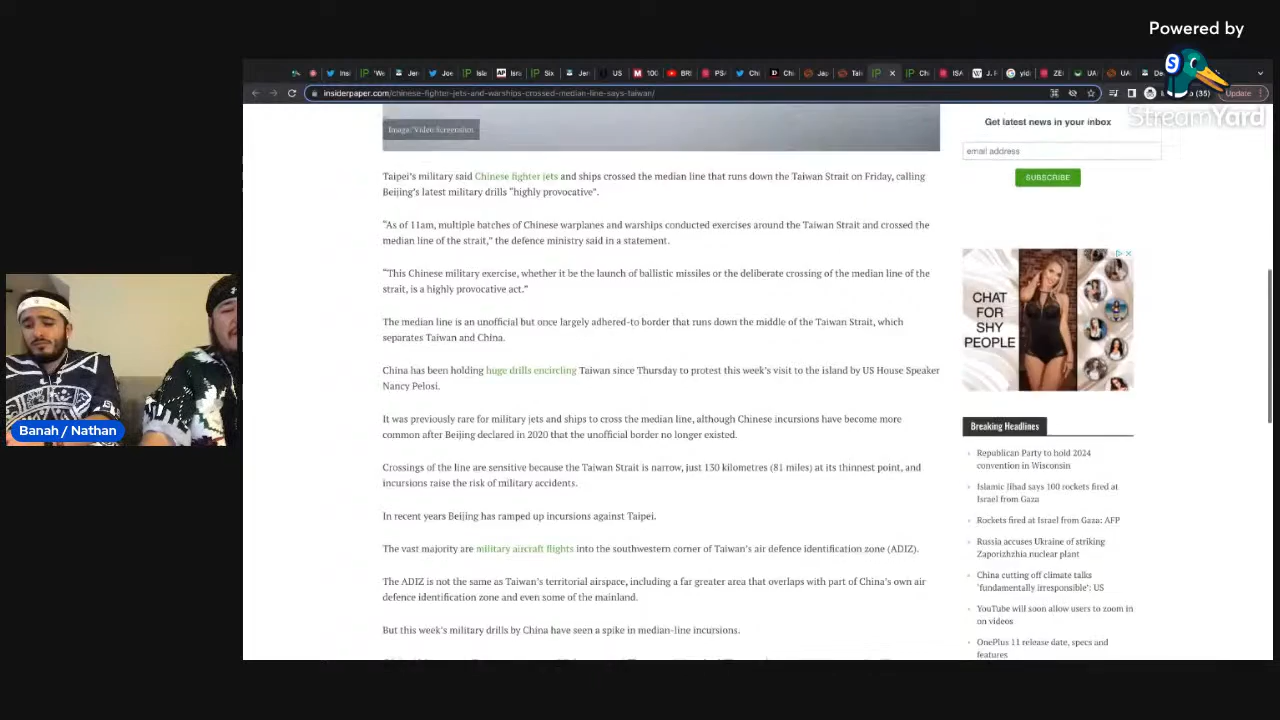 Powered by
StreamYard
US
100
Update
insiderpaper.com/chinese-fighter-jets-and-warships-crossed-median-line-says-taiwan/
Image: Video Screenshot
Get latest news in your inbox
email address
SUBSCRIBE
Taipei's military said Chinese fighter jets and ships crossed the median line that runs down the Taiwan Strait on Friday, calling
Beijing's latest military drills "highly provocative".
"As of 11am, multiple batches of Chinese warplanes and warships conducted exercises around the Taiwan Strait and crossed the
median line of the strait," the defence ministry said in a statement.
"This Chinese military exercise, whether it be the launch of ballistic missiles or the deliberate crossing of the median line of the
strait, is a highly provocative act."
The median line is an unofficial but once largely adhered-to border that runs down the middle of the Taiwan Strait, which
separates Taiwan and China.
China has been holding huge drills encircling Taiwan since Thursday to protest this week's visit to the island by US House Speaker
Nancy Pelosi.
It was previously rare for military jets and ships to cross the median line, although Chinese incursions have become more
common after Beijing declared in 2020 that the unofficial border no longer existed.
Crossings of the line are sensitive because the Taiwan Strait is narrow, just 130 kilometres (81 miles) at its thinnest point, and
incursions raise the risk of military accidents.
In recent years Beijing has ramped up incursions against Taipei.
The vast majority are military aircraft flights into the southwestern corner of Taiwan's air defence identification zone (ADIZ).
The ADIZ is not the same as Taiwan's territorial airspace, including a far greater area that overlaps with part of China's own air
defence identification zone and even some of the mainland.
But this week's military drills by China have seen a spike in median-line incursions.
CHAT
FOR
SHY
PEOPLE
Breaking Headlines
Republican Party to hold 2024
convention in Wisconsin
Islamic Jihad says 100 rockets fired at
Israel from Gaza
Rockets fired at Israel from Gaza: AFP
Russia accuses Ukraine of striking
Zaporizhzhia nuclear plant
China cutting off climate talks
'fundamentally irresponsible': US
YouTube will soon allow users to zoom in
on videos
OnePlus 11 release date, specs and
features
Banah / Nathan